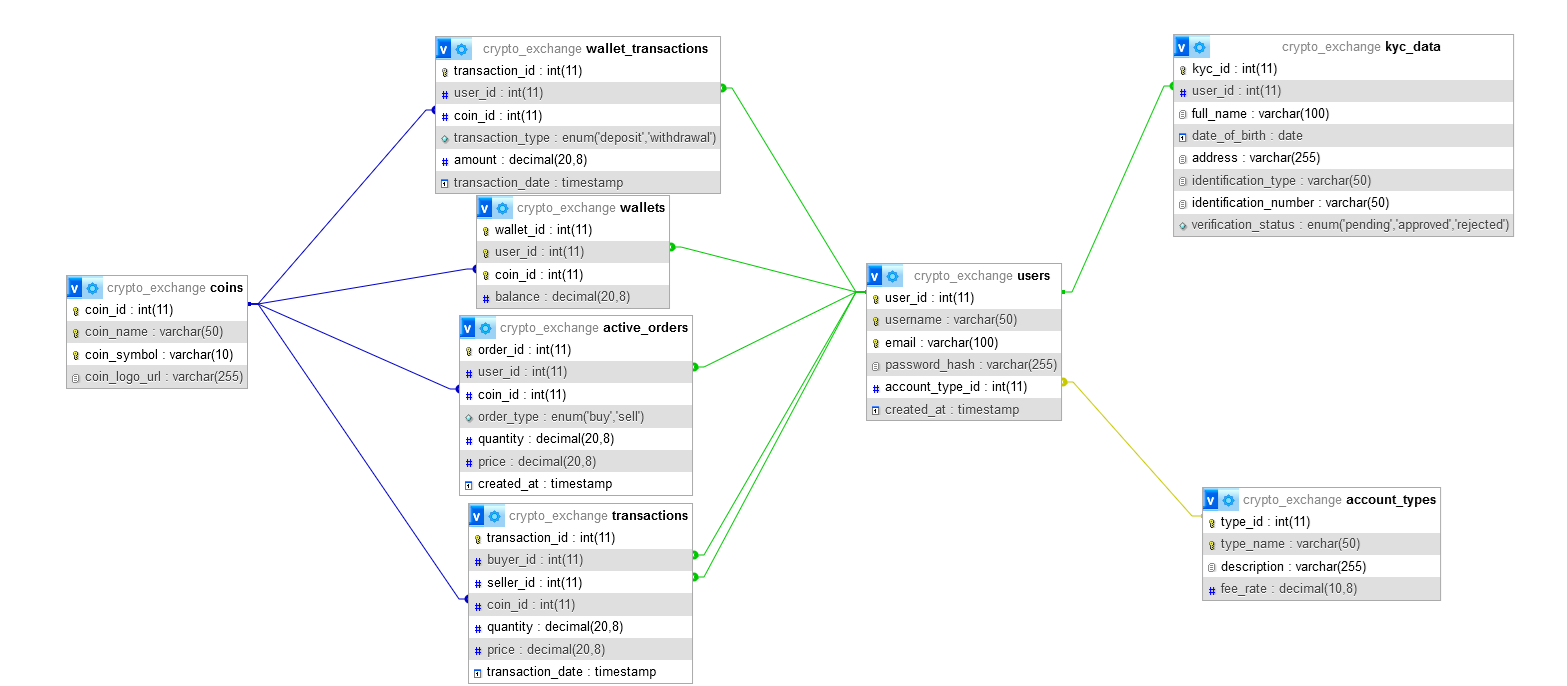 v crypto_exchange wallet_transactions
transaction_id : int(11)
user_id : int(11)
coin_id : int(11)
transaction_type : enum('deposit','withdrawal')
amount : decimal(20,8)
transaction_date : timestamp
v crypto_exchange wallets
wallet_id : int(11)
user_id : int(11)
coin_id : int(11)
balance : decimal(20,8)
v crypto_exchange coins
coin_id : int(11)
coin_name : varchar(50)
coin_symbol : varchar(10)
coin_logo_url : varchar(255)
v crypto_exchange active_orders
order_id : int(11)
user_id : int(11)
coin_id : int(11)
order_type : enum('buy','sell')
quantity : decimal(20,8)
price : decimal(20,8)
created_at : timestamp
v crypto_exchange transactions
transaction_id : int(11)
buyer_id : int(11)
seller_id : int(11)
coin_id : int(11)
quantity : decimal(20,8)
price : decimal(20,8)
transaction_date : timestamp
v crypto_exchange users
user_id : int(11)
username : varchar(50)
email : varchar(100)
password_hash : varchar(255)
account_type_id : int(11)
created_at : timestamp
v crypto_exchange kyc_data
kyc_id : int(11)
user_id : int(11)
full_name : varchar(100)
date_of_birth : date
address : varchar(255)
identification_type : varchar(50)
identification_number : varchar(50)
verification_status : enum('pending','approved','rejected')
v crypto_exchange account_types
type_id : int(11)
type_name : varchar(50)
description : varchar(255)
fee_rate : decimal(10,8)